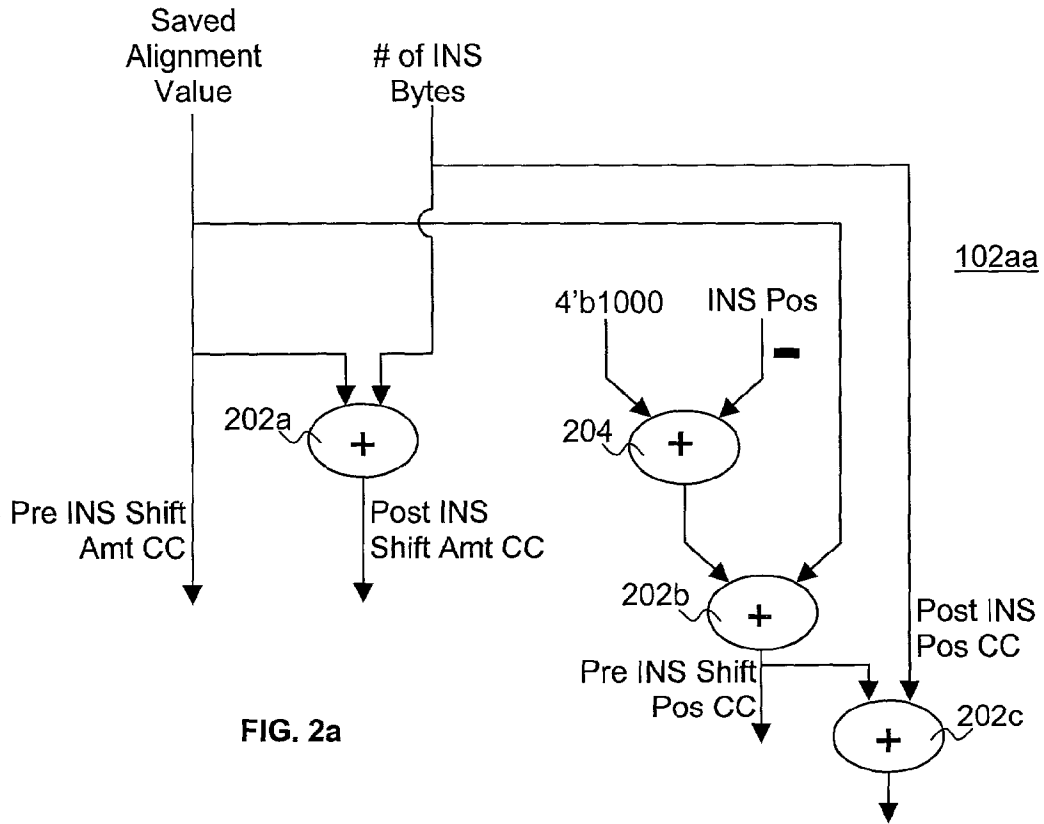 Saved
Alignment
Value
# of INS
Bytes
102aa
4'b1000
INS Pos
-
202a
+
204
+
Pre INS Shift
Amt CC
Post INS
Shift Amt CC
202b
+
Post INS
Pos CC
Pre INS Shift
Pos CC
202c
+
FIG. 2a